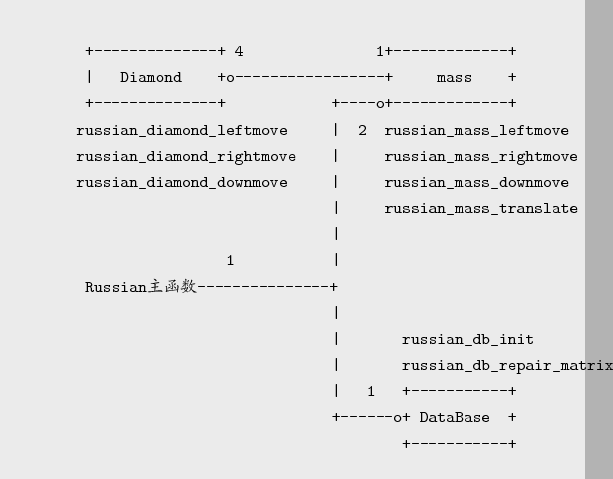 +--------------+ 4               1+-------------+
|   Diamond    +o-----------------+     mass    +
+--------------+            +----o+-------------+
russian_diamond_leftmove     |  2  russian_mass_leftmove
russian_diamond_rightmove    |     russian_mass_rightmove
russian_diamond_downmove     |     russian_mass_downmove
|     russian_mass_translate
|
1           |
Russian主函数---------------+
|
|       russian_db_init
|       russian_db_repair_matrix
|   1   +-----------+
+------o+ DataBase  +
+-----------+